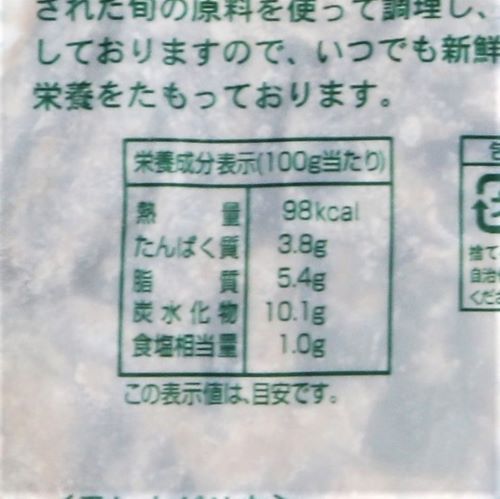 された旬の原料を使って調理し、
しておりますので、いつでも新鮮
栄養をたもっております。
栄養成分表示(100g当たり)
熱量 98kcal
たんぱく質 3.8g
脂質 5.4g
炭水化物 10.1g
食塩相当量 1.0g
この表示値は、目安です。
捨て
自治
くださ